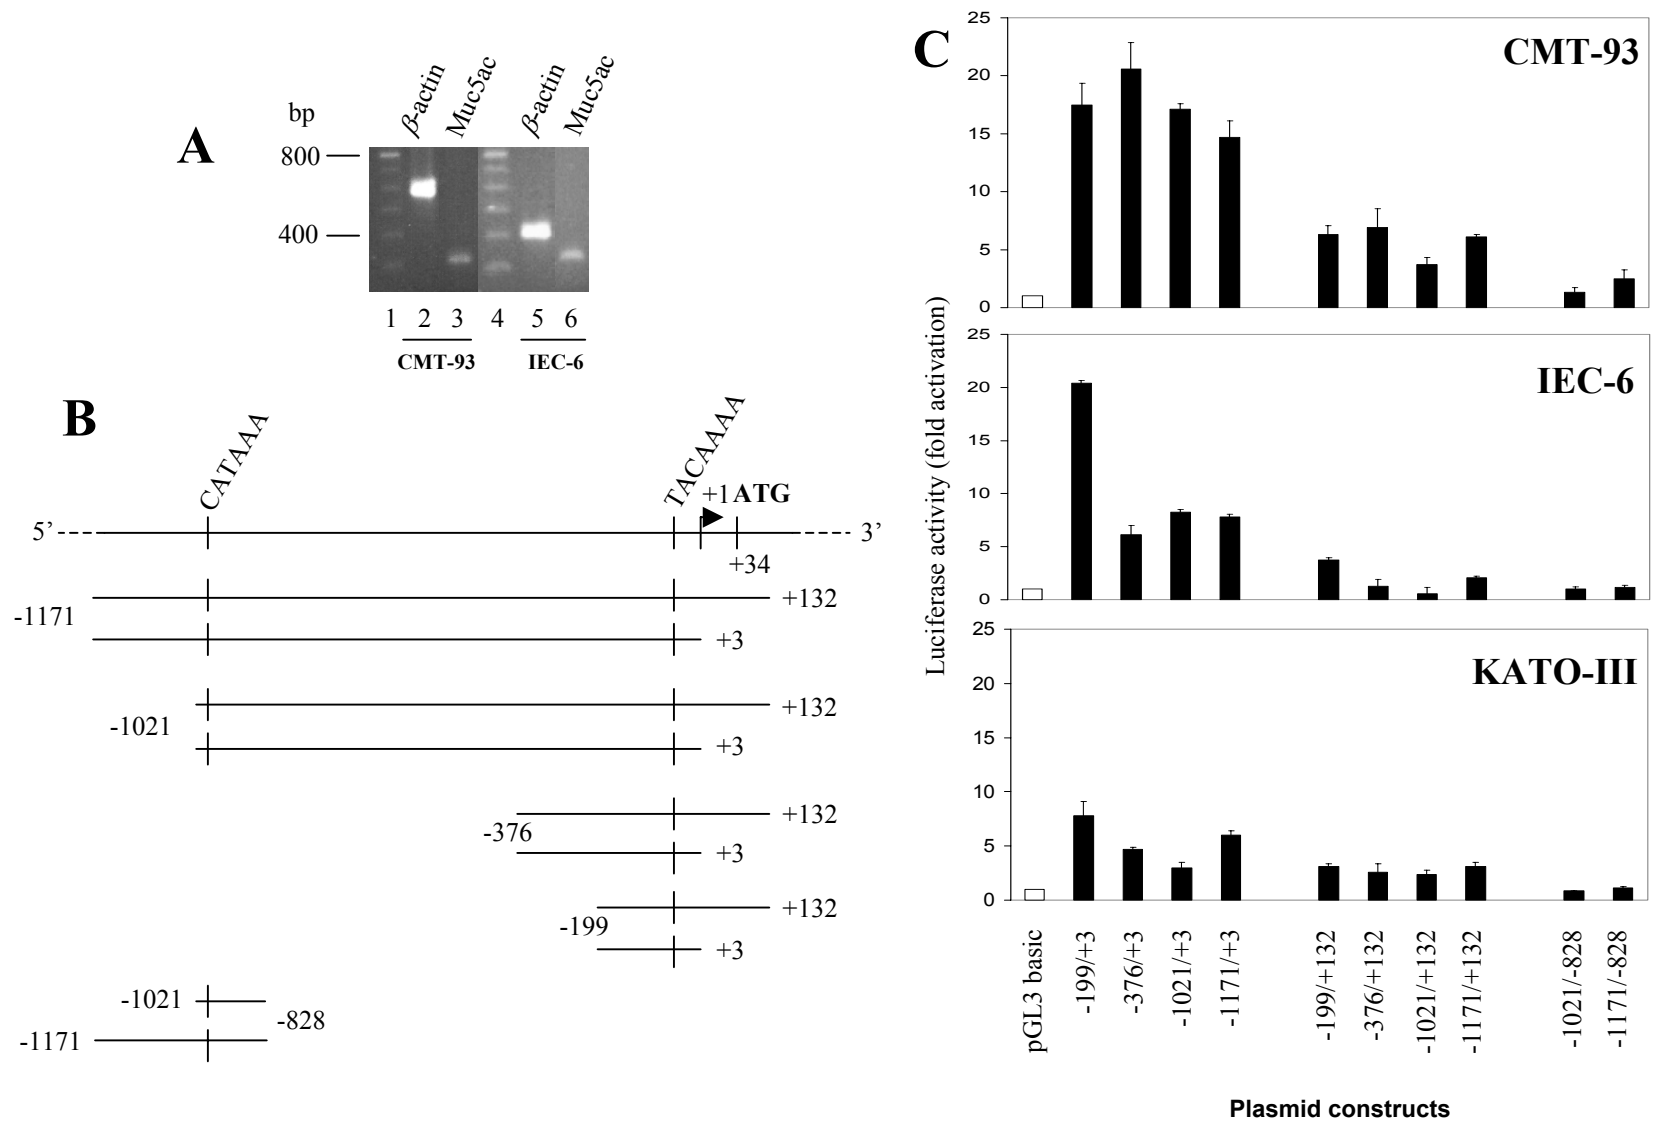 A
bp
β-actin
Muc5ac
β-actin
Muc5ac
800
400
1 2 3 4 5 6
CMT-93
IEC-6
B
CATAAA
TACAAAA
+1 ATG
5’
3’
+34
-1171
+132
+3
-1021
+132
+3
-376
+132
+3
-199
+132
+3
-1021
-828
-1171
C
Luciferase activity (fold activation)
CMT-93
25
20
15
10
5
0
IEC-6
25
20
15
10
5
0
KATO-III
25
20
15
10
5
0
pGL3 basic
-199/+3
-376/+3
-1021/+3
-1171/+3
-199/+132
-376/+132
-1021/+132
-1171/+132
-1021/-828
-1171/-828
Plasmid constructs